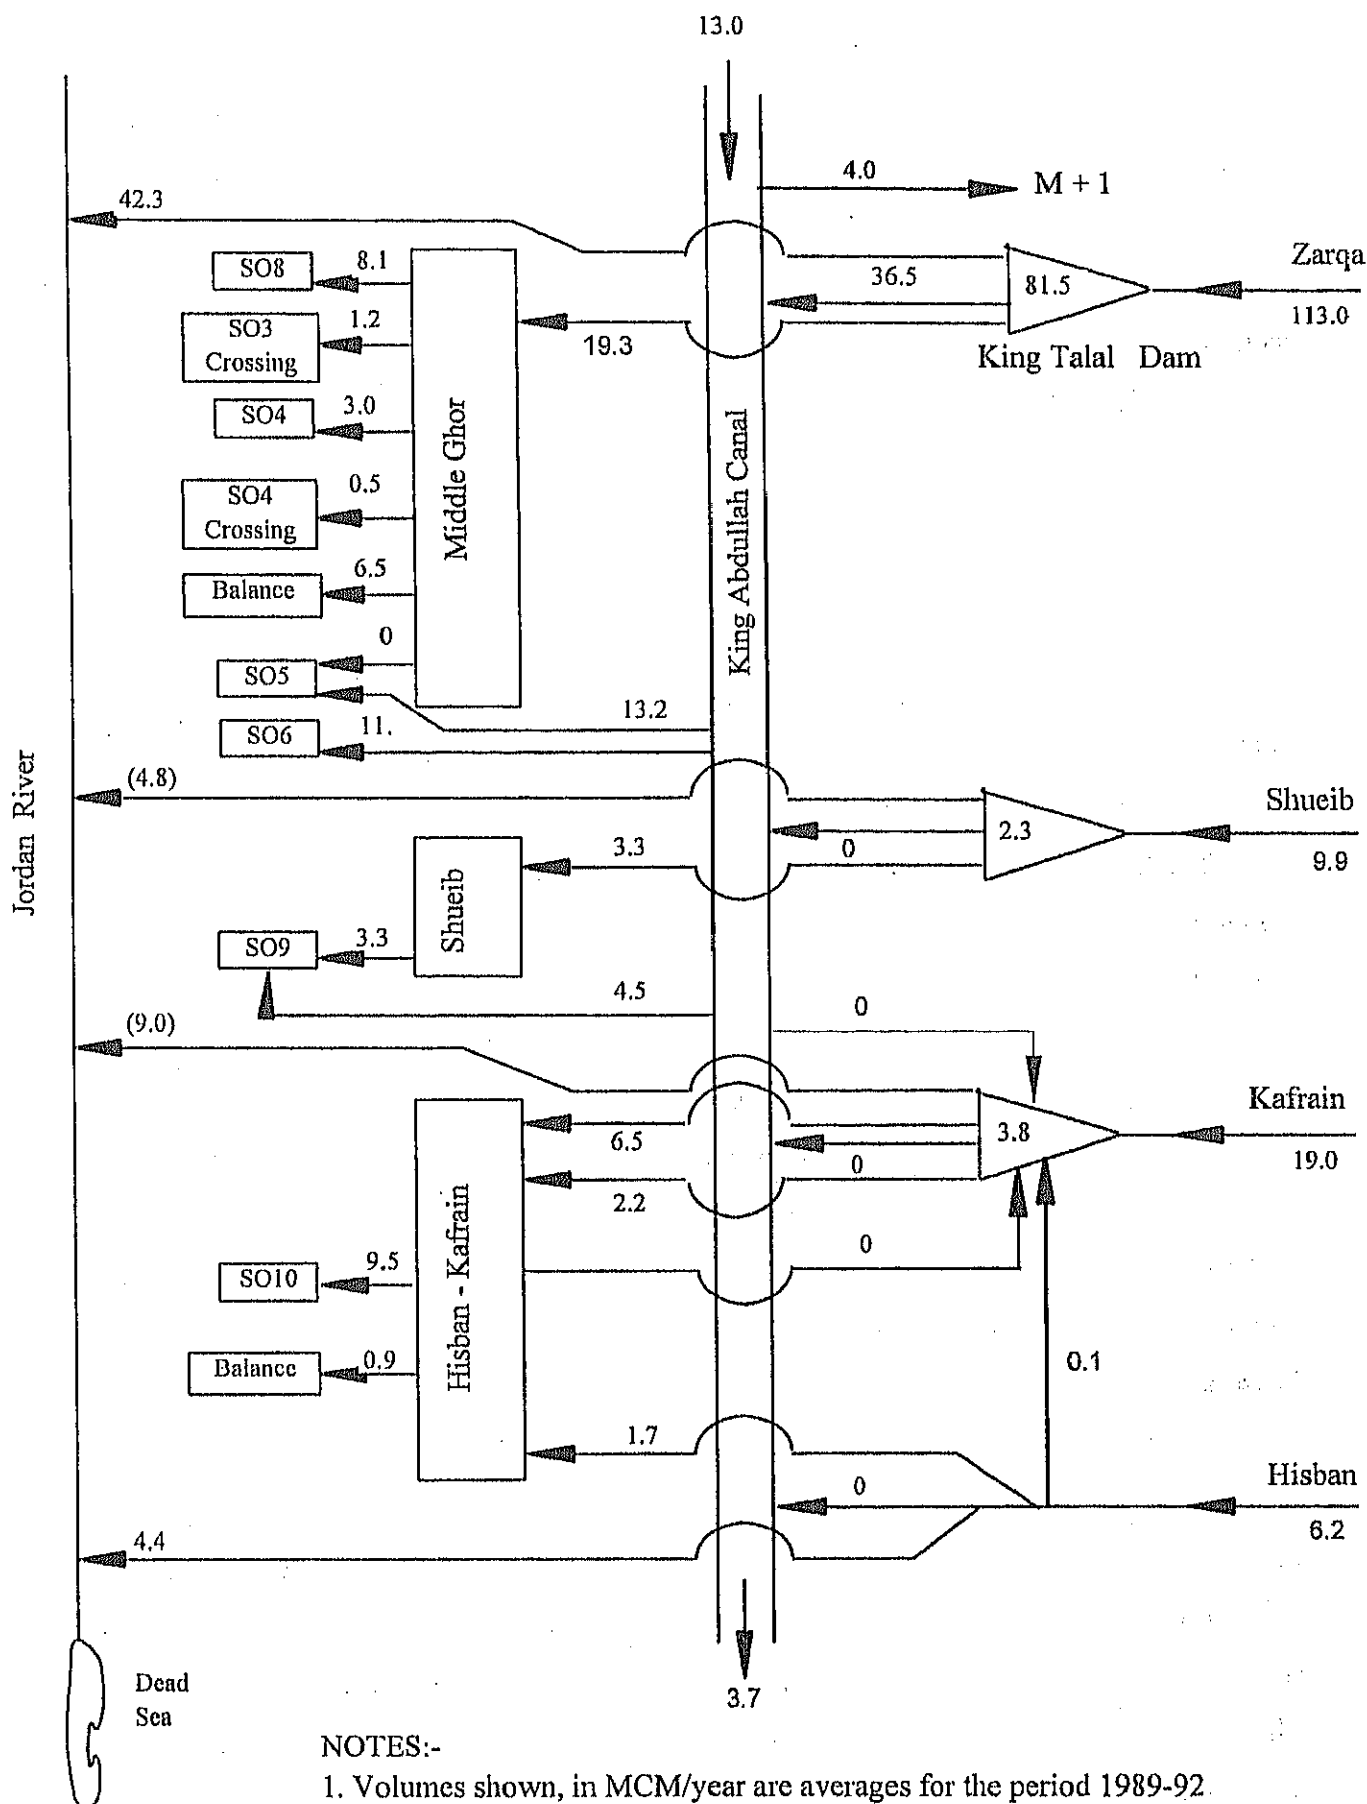 13.0
4.0
M + 1
42.3
Zarqa
SO8
8.1
36.5
81.5
113.0
SO3
Crossing
1.2
19.3
King Talal Dam
SO4
3.0
Middle Ghor
King Abdullah Canal
SO4
Crossing
0.5
Balance
6.5
0
SO5
13.2
SO6
11.
Jordan River
(4.8)
Shueib
2.3
3.3
0
9.9
Shueib
SO9
3.3
4.5
0
(9.0)
Kafrain
6.5
3.8
19.0
0
2.2
Hisban - Kafrain
0
SO10
9.5
Balance
0.9
0.1
1.7
Hisban
0
6.2
4.4
Dead
Sea
3.7
NOTES:-
1. Volumes shown, in MCM/year are averages for the period 1989-92